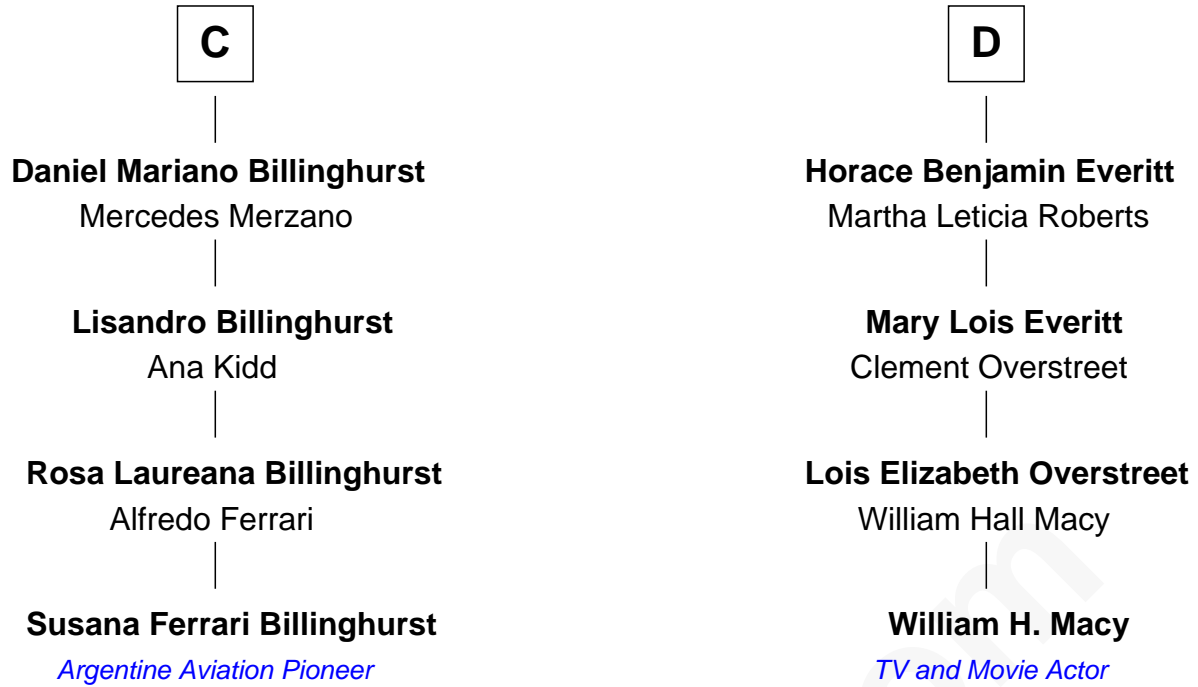 C
Daniel Mariano Billinghurst
Mercedes Merzano
Lisandro Billinghurst
Ana Kidd
Rosa Laureana Billinghurst
Alfredo Ferrari
Susana Ferrari Billinghurst
Argentine Aviation Pioneer
D
Horace Benjamin Everitt
Martha Leticia Roberts
Mary Lois Everitt
Clement Overstreet
Lois Elizabeth Overstreet
William Hall Macy
William H. Macy
TV and Movie Actor